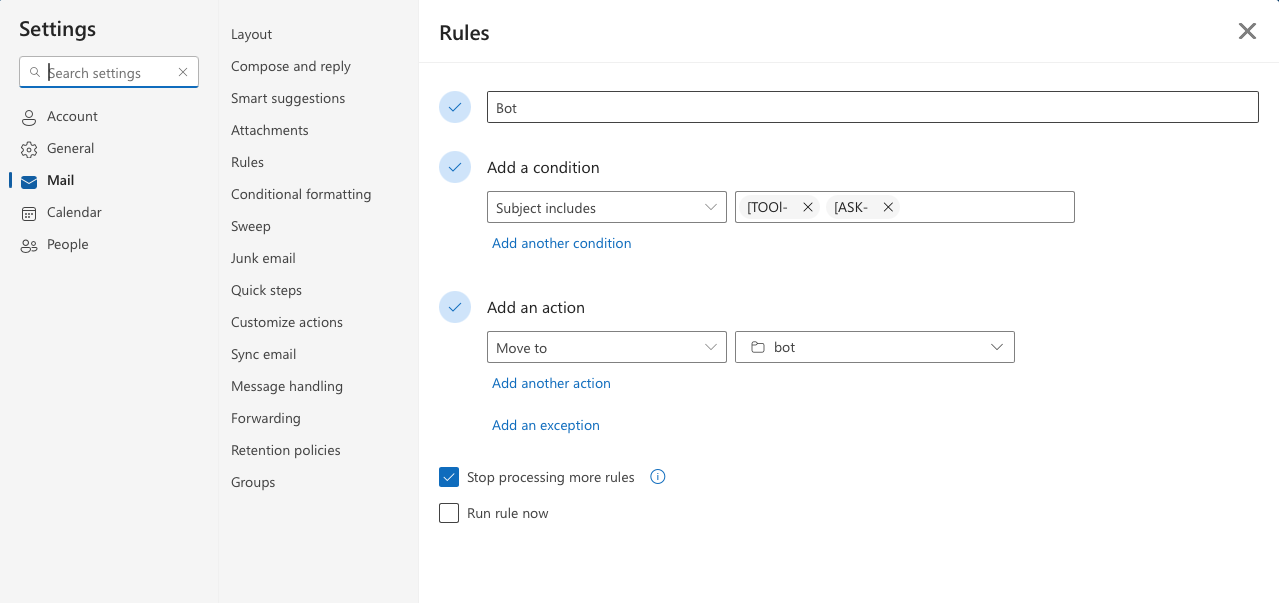 Settings
Search settings
Account
General
Mail
Calendar
People
Layout
Compose and reply
Smart suggestions
Attachments
Rules
Conditional formatting
Sweep
Junk email
Quick steps
Customize actions
Sync email
Message handling
Forwarding
Retention policies
Groups
Rules
Bot
Add a condition
Subject includes
[TOOl- [ASK-
Add another condition
Add an action
Move to
bot
Add another action
Add an exception
Stop processing more rules
Run rule now